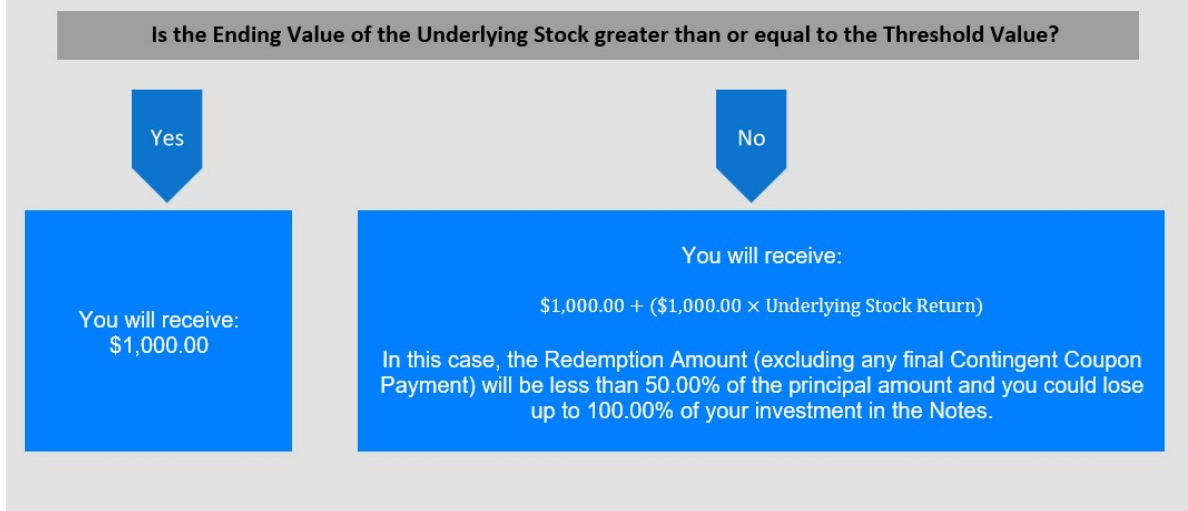 Is the Ending Value of the Underlying Stock greater than or equal to the Threshold Value?
Yes
No
You will receive:
$1,000.00
You will receive:
$1,000.00 + ($1,000.00 × Underlying Stock Return)
In this case, the Redemption Amount (excluding any final Contingent Coupon
Payment) will be less than 50.00% of the principal amount and you could lose
up to 100.00% of your investment in the Notes.